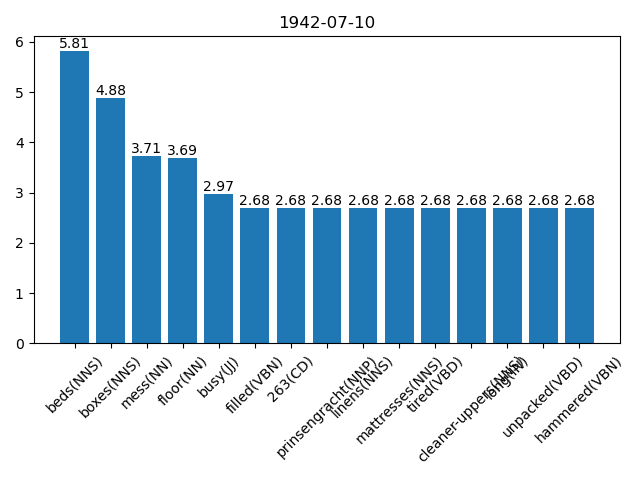 1942-07-10
6
5
4
3
2
1
0
5.81
4.88
3.71
3.69
2.97
2.68
2.68
2.68
2.68
2.68
2.68
2.68
2.68
2.68
2.68
beds(NNS)
boxes(NNS)
mess(NN)
floor(NN)
busy(JJ)
filled(VBN)
263(CD)
prinsengracht(NNP)
linens(NNS)
mattresses(NNS)
tired(VBD)
cleaner-uppers(NNS)
unpacked(VBD)
hammered(VBN)